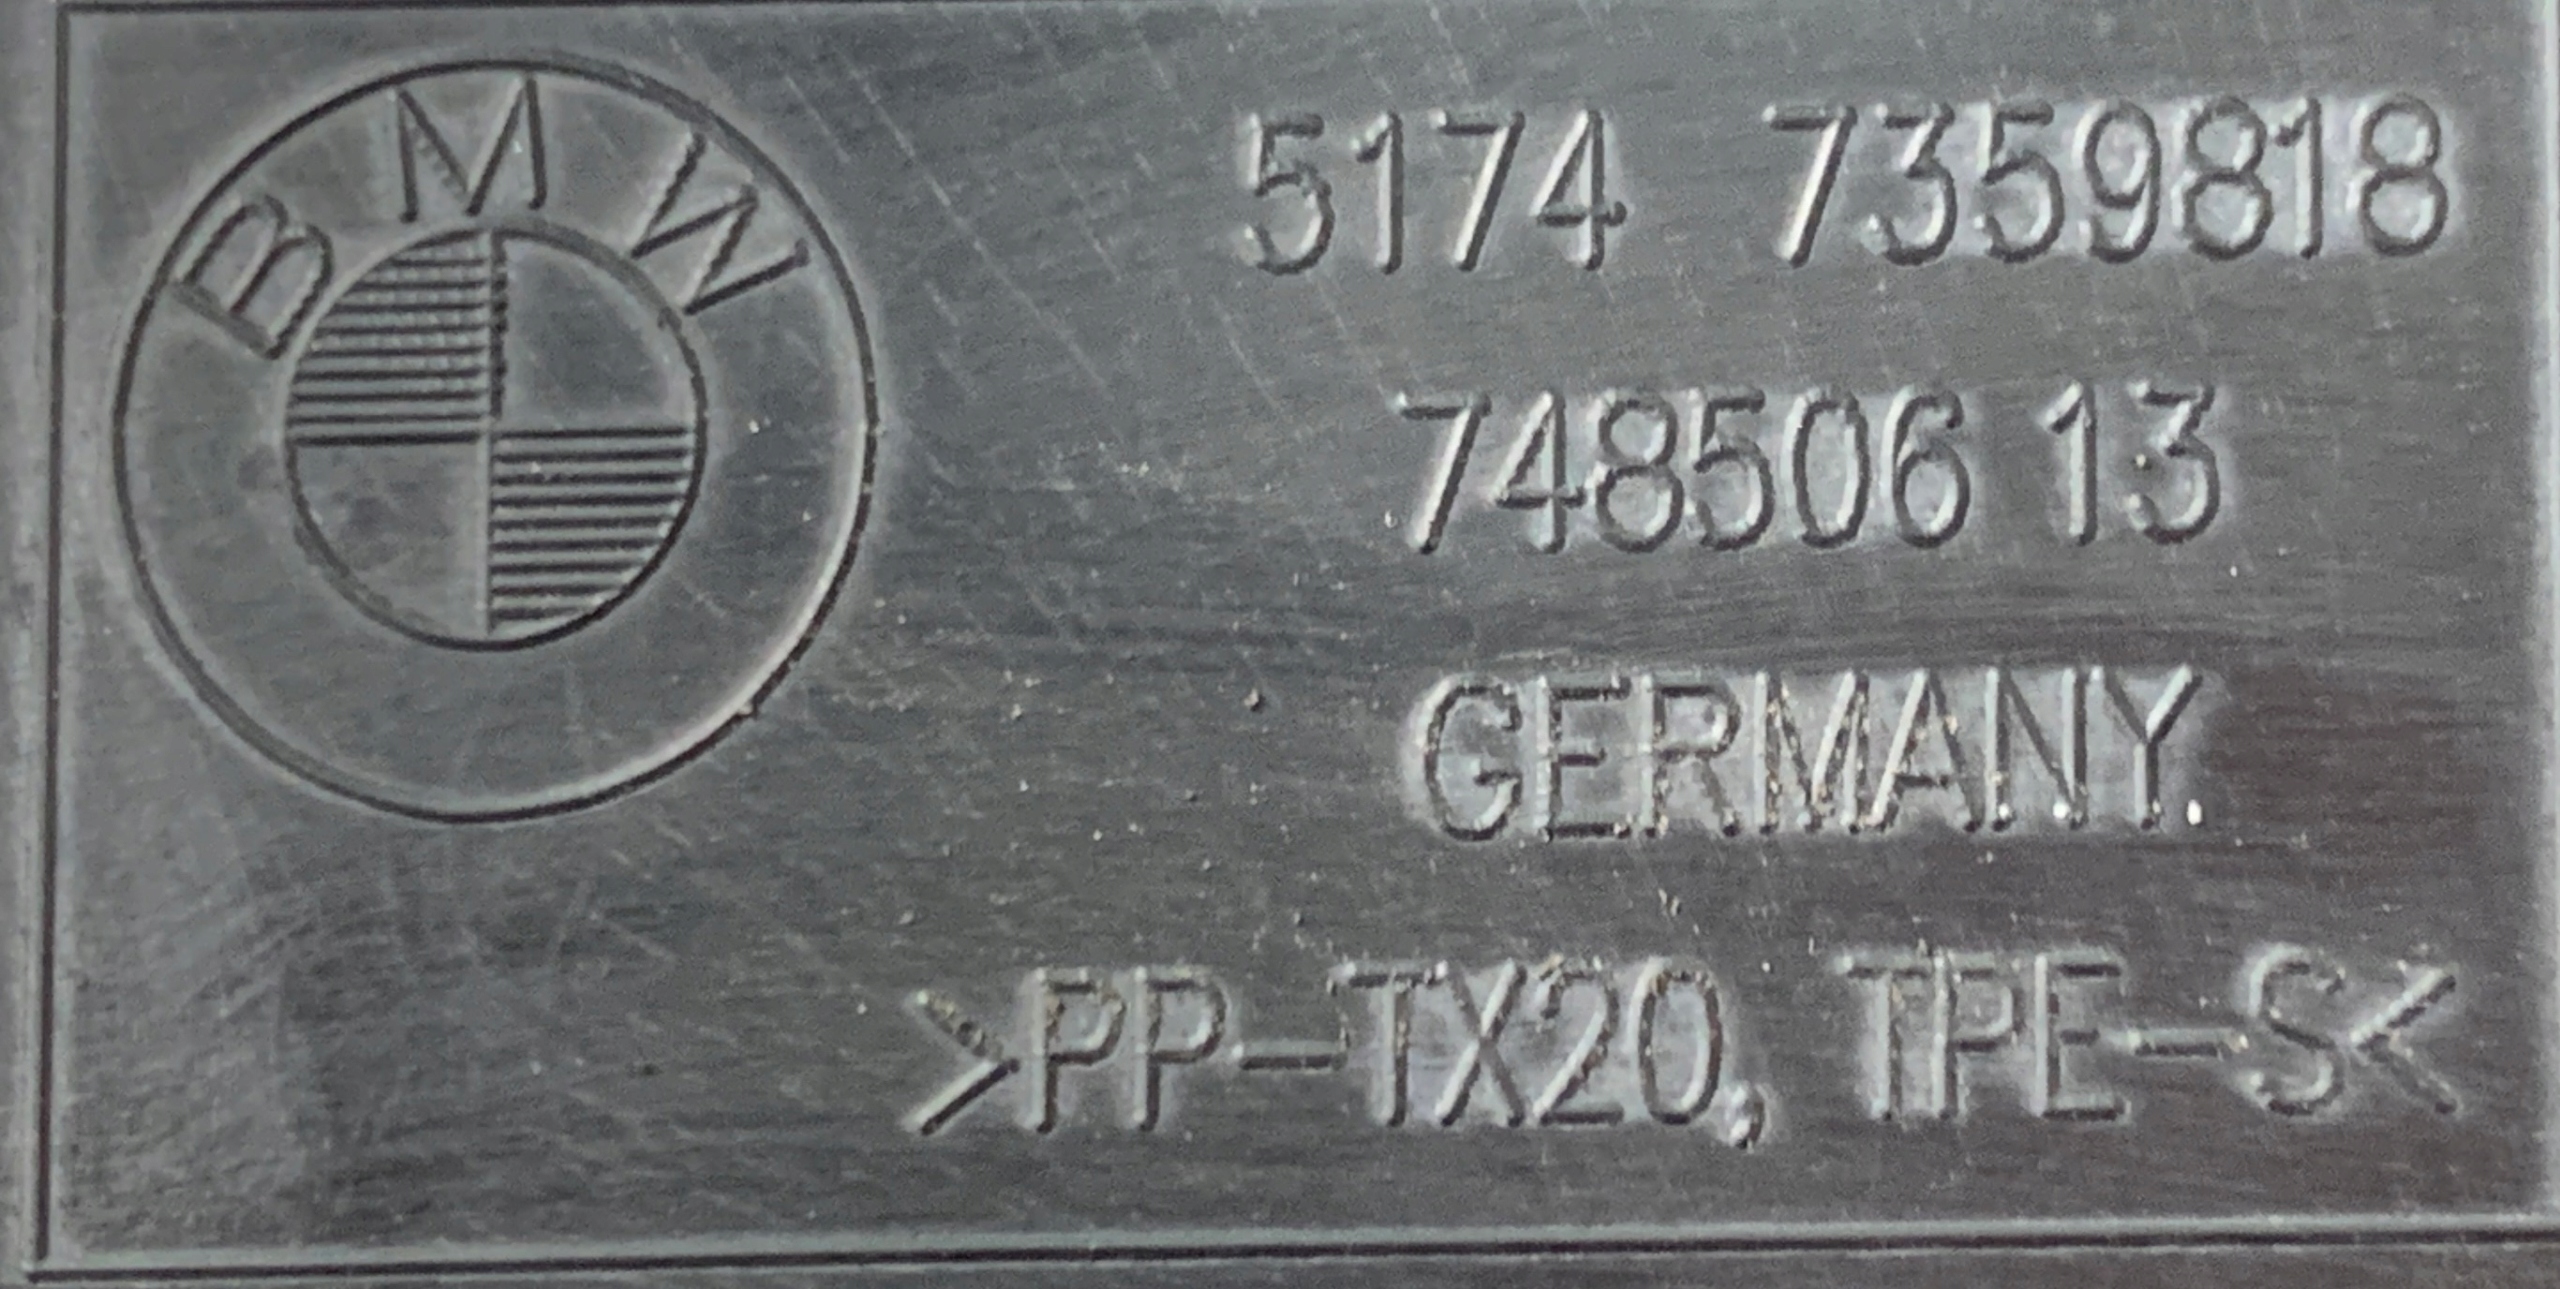 BMW
5174 7359818
748506 13
GERMANY.
>PP-TX20, TPE-S<